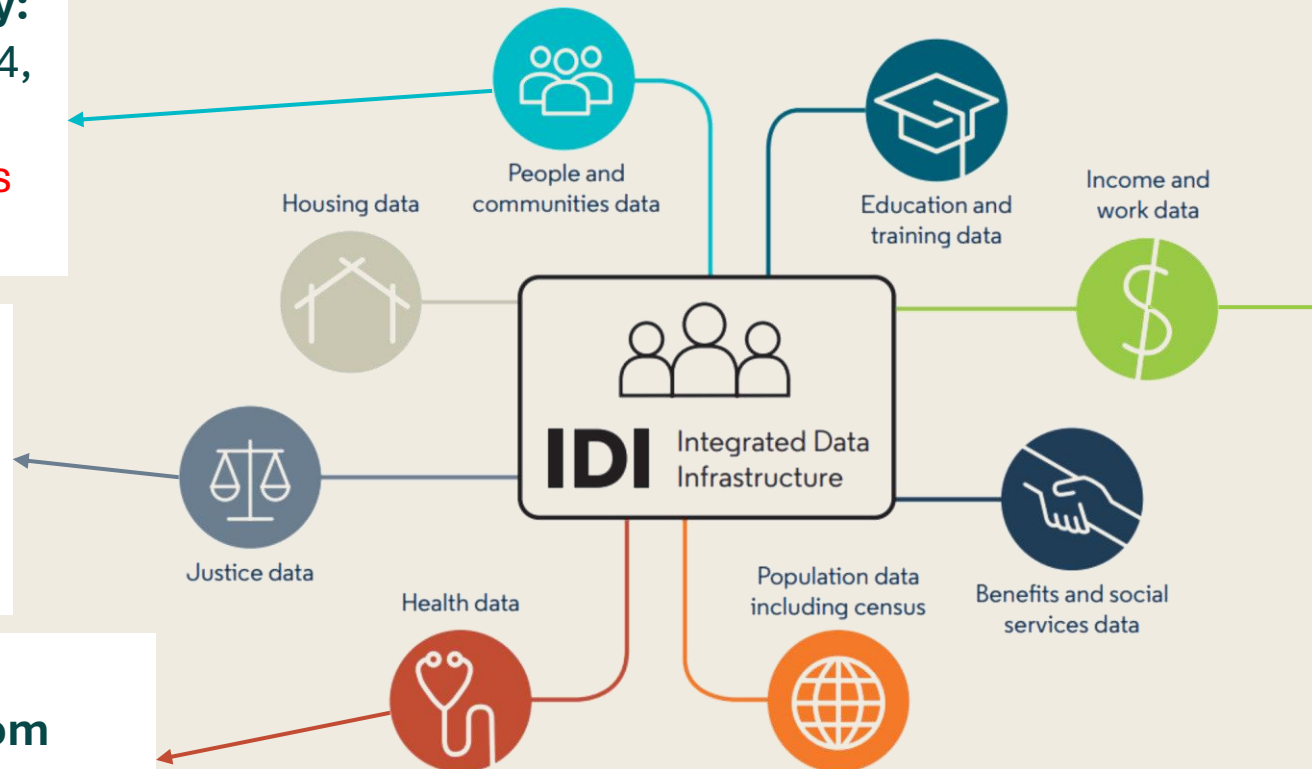 y:
4,
s
People and
communities data
Education and
training data
Income and
work data
Housing data
IDI
Integrated Data
Infrastructure
Justice data
Health data
Population data
including census
Benefits and social
services data
om